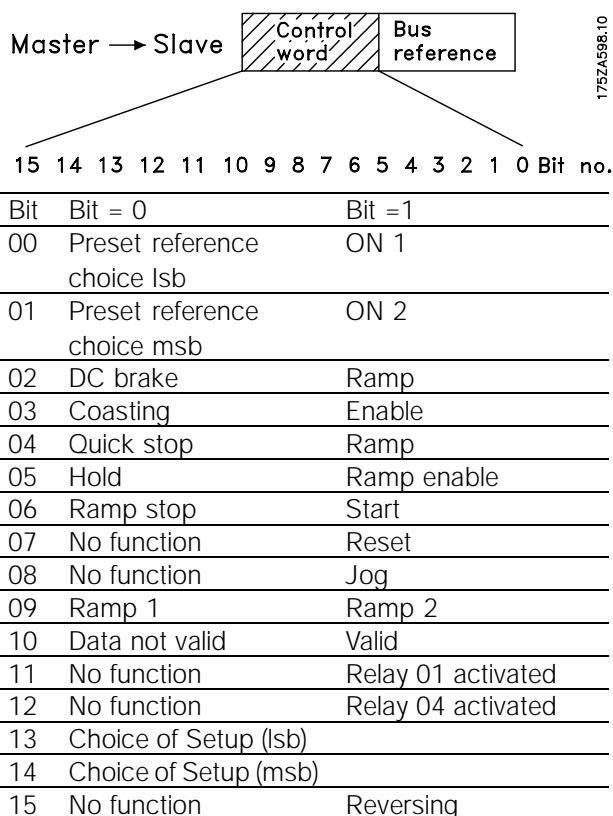 Master → Slave
Control word
Bus reference
175ZA598.10
15 14 13 12 11 10 9 8 7 6 5 4 3 2 1 0 Bit no.
Bit Bit = 0 Bit =1
00 Preset reference ON 1
choice lsb
01 Preset reference ON 2
choice msb
02 DC brake Ramp
03 Coasting Enable
04 Quick stop Ramp
05 Hold Ramp enable
06 Ramp stop Start
07 No function Reset
08 No function Jog
09 Ramp 1 Ramp 2
10 Data not valid Valid
11 No function Relay 01 activated
12 No function Relay 04 activated
13 Choice of Setup (lsb)
14 Choice of Setup (msb)
15 No function Reversing